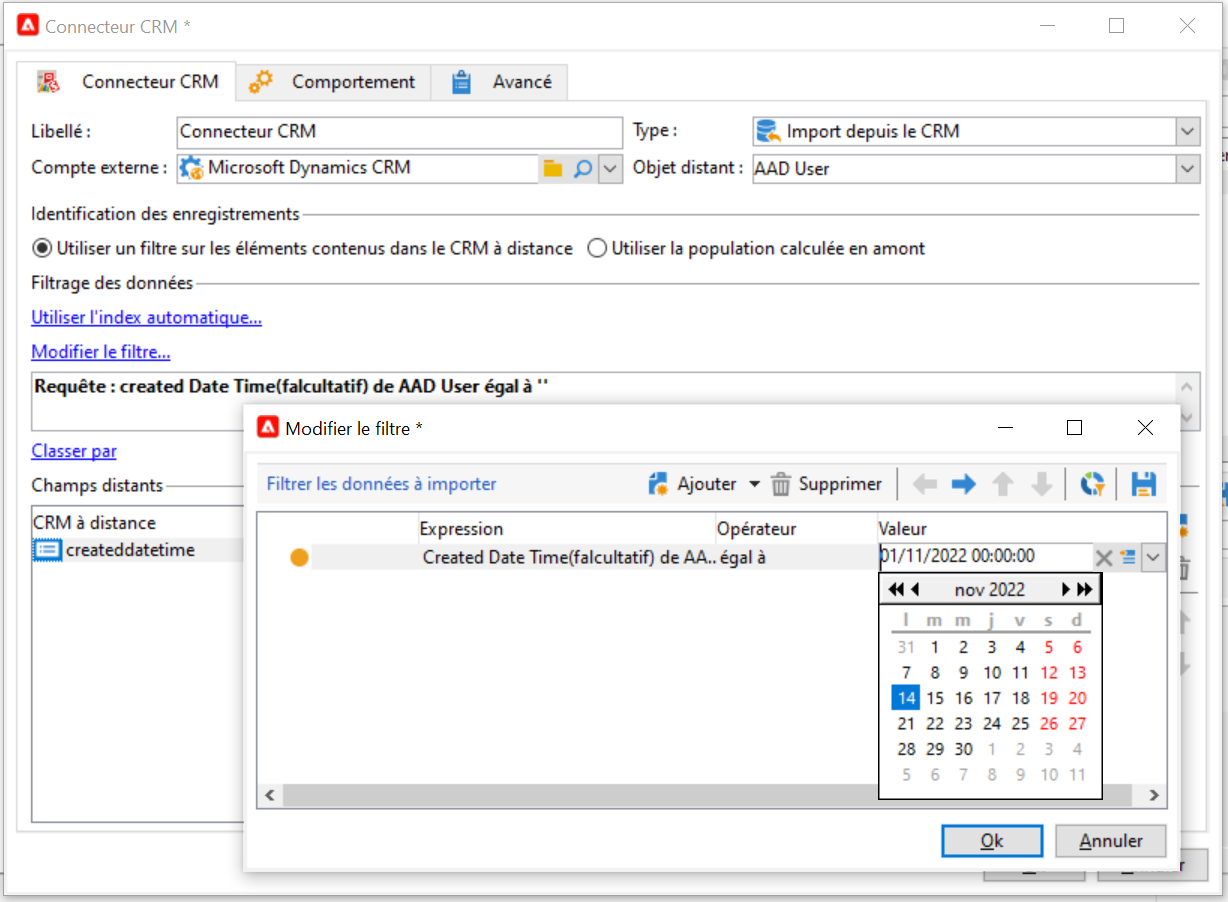 Connecteur CRM *
Connecteur CRM Comportement Avancé
Libellé : Connecteur CRM Type : Import depuis le CRM
Compte externe : Microsoft Dynamics CRM Objet distant : AAD User
Identification des enregistrements
Utiliser un filtre sur les éléments contenus dans le CRM à distance Utiliser la population calculée en amont
Filtrage des données
Utiliser l'index automatique...
Modifier le filtre...
Requête : created Date Time(falcultatif) de AAD User égal à ''
Classer par
Champs distants
CRM à distance
createddatetime
Modifier le filtre *
Filtrer les données à importer Ajouter Supprimer
Expression Opérateur Valeur
Created Date Time(falcultatif) de AA.. égal à 01/11/2022 00:00:00
nov 2022
l m m j v s d
31 1 2 3 4 5 6
7 8 9 10 11 12 13
14 15 16 17 18 19 20
21 22 23 24 25 26 27
28 29 30 1 2 3 4
5 6 7 8 9 10 11
Ok Annuler